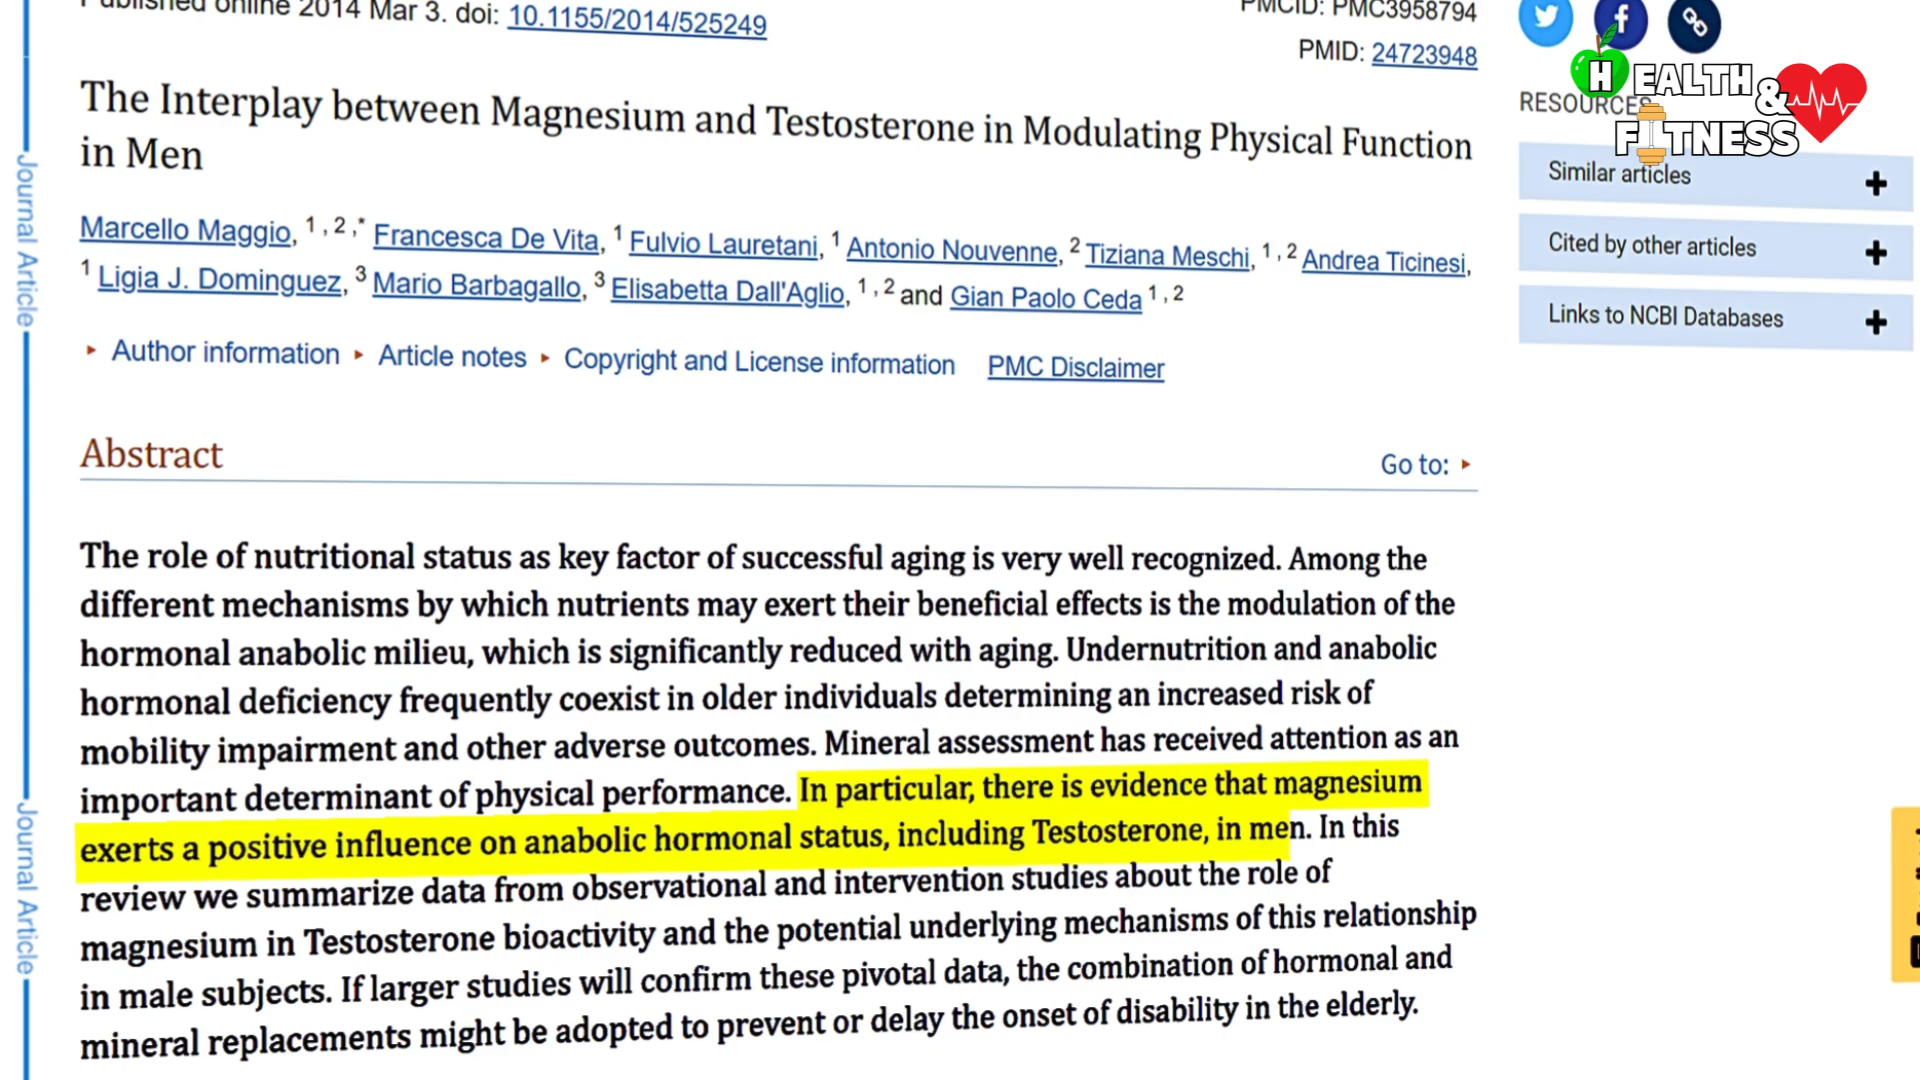 Published online 2014 Mar 3. doi: 10.1155/2014/525249
PMCID: PMC3958794
PMID: 24723948
The Interplay between Magnesium and Testosterone in Modulating Physical Function
in Men
Marcello Maggio, 1 , 2 ,* Francesca De Vita, 1 Fulvio Lauretani, 1 Antonio Nouvenne, 2 Tiziana Meschi, 1 , 2 Andrea Ticinesi,
1 Ligia J. Dominguez, 3 Mario Barbagallo, 3 Elisabetta Dall'Aglio, 1 , 2 and Gian Paolo Ceda 1 , 2
Author information Article notes Copyright and License information PMC Disclaimer
Abstract
Go to:
The role of nutritional status as key factor of successful aging is very well recognized. Among the
different mechanisms by which nutrients may exert their beneficial effects is the modulation of the
hormonal anabolic milieu, which is significantly reduced with aging. Undernutrition and anabolic
hormonal deficiency frequently coexist in older individuals determining an increased risk of
mobility impairment and other adverse outcomes. Mineral assessment has received attention as an
important determinant of physical performance. In particular, there is evidence that magnesium
exerts a positive influence on anabolic hormonal status, including Testosterone, in men. In this
review we summarize data from observational and intervention studies about the role of
magnesium in Testosterone bioactivity and the potential underlying mechanisms of this relationship
in male subjects. If larger studies will confirm these pivotal data, the combination of hormonal and
mineral replacements might be adopted to prevent or delay the onset of disability in the elderly.
Journal Article
Journal Article
HEALTH &
FITNESS
RESOURCES
Similar articles
Cited by other articles
Links to NCBI Databases